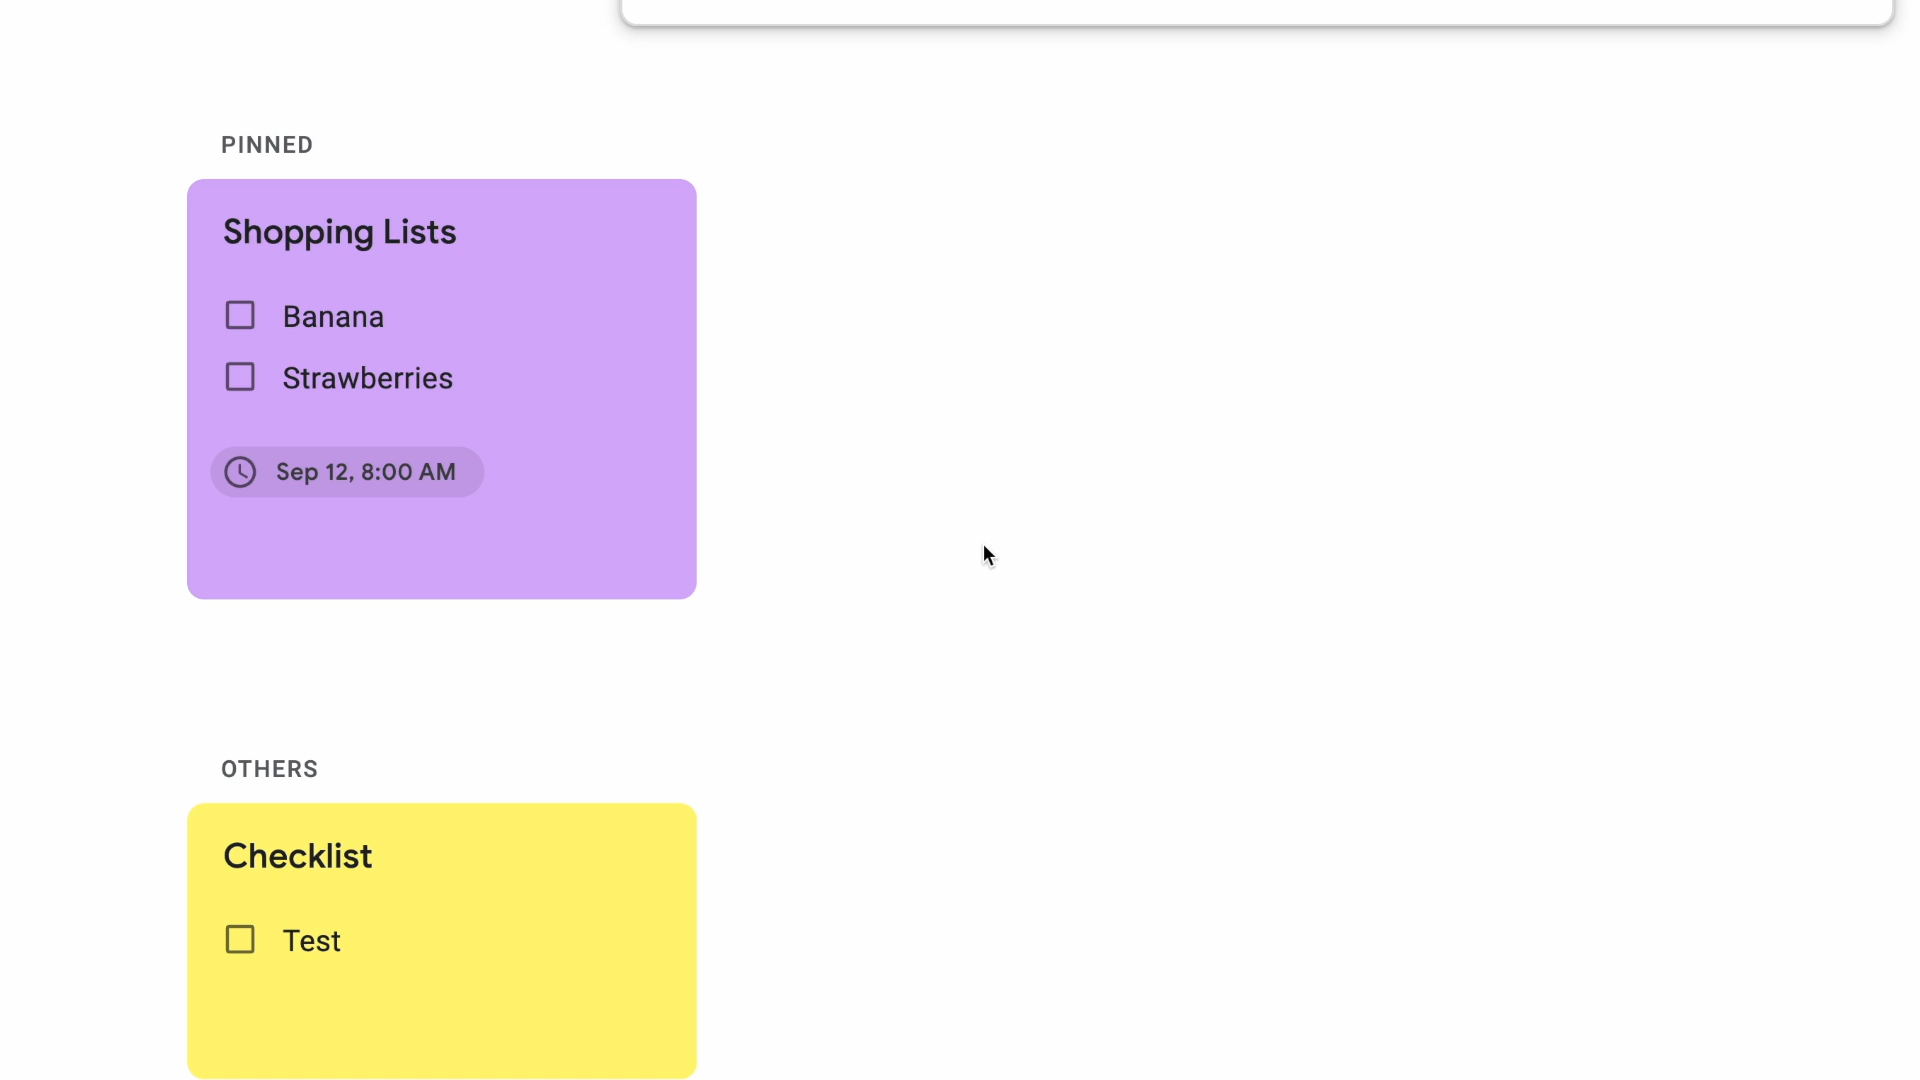 PINNED
Shopping Lists
Banana
Strawberries
Sep 12, 8:00 AM
OTHERS
Checklist
Test